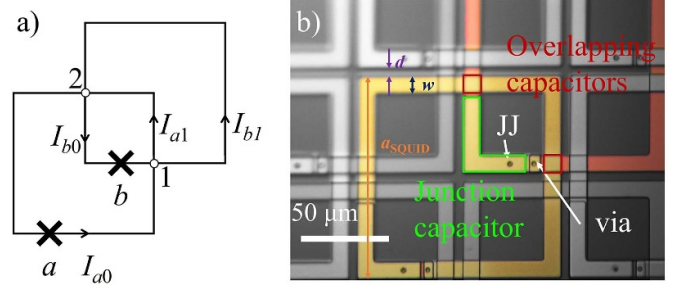 a)
2
I_b0
I_a1
I_b1
b
1
a
I_a0
b)
d
w
Overlapping
capacitors
a_SQUID
JJ
Junction
capacitor
50 μm
via